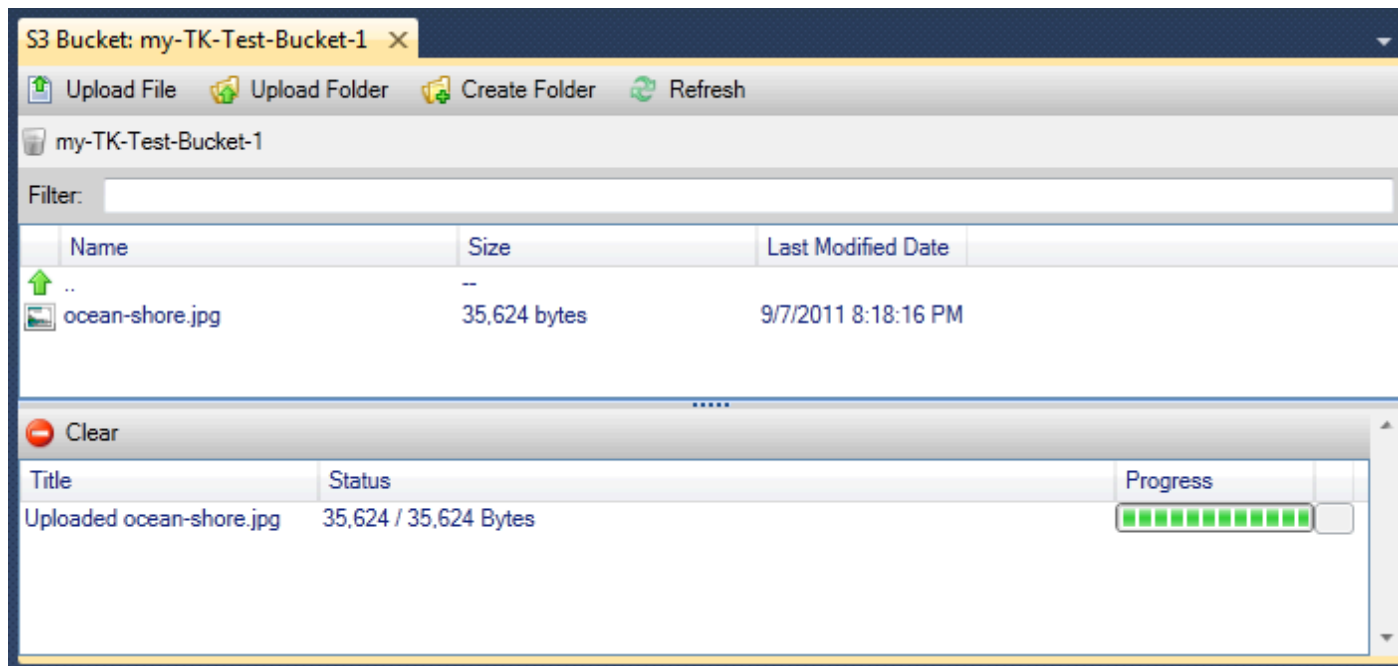 S3 Bucket: my-TK-Test-Bucket-1
Upload File Upload Folder Create Folder Refresh
my-TK-Test-Bucket-1
Filter:
Name Size Last Modified Date
.. --
ocean-shore.jpg 35,624 bytes 9/7/2011 8:18:16 PM
Clear
Title Status Progress
Uploaded ocean-shore.jpg 35,624 / 35,624 Bytes